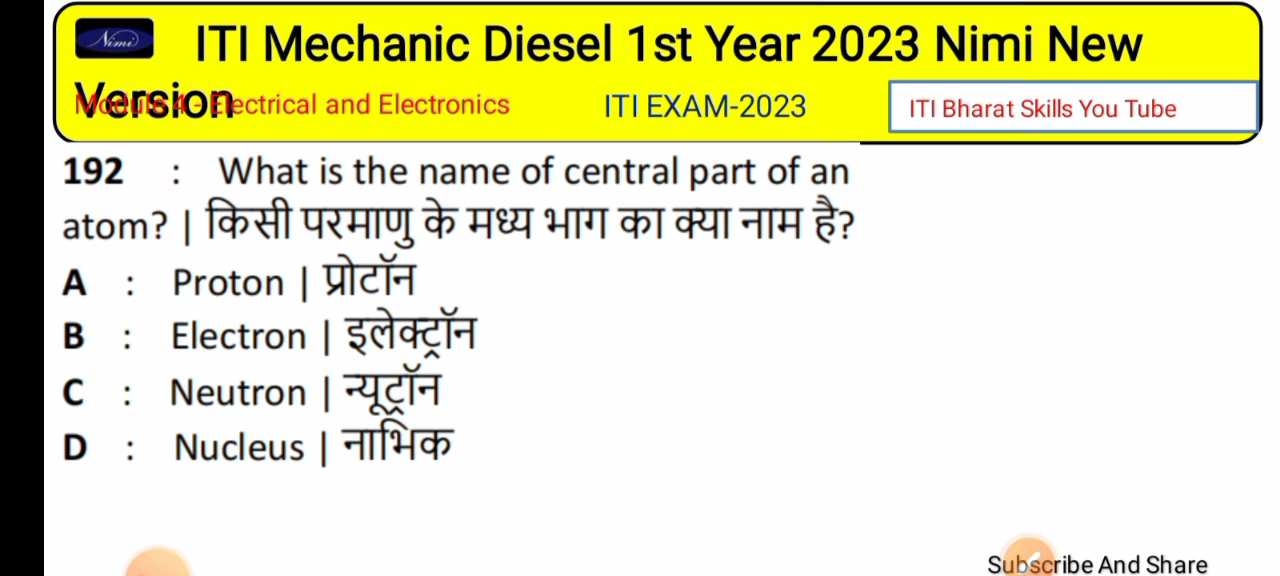 Nimi
ITI Mechanic Diesel 1st Year 2023 Nimi New
Version
Module 4 - Electrical and Electronics
ITI EXAM-2023
ITI Bharat Skills You Tube
192 : What is the name of central part of an
atom? | किसी परमाणु के मध्य भाग का क्या नाम है?
A : Proton | प्रोटॉन
B : Electron | इलेक्ट्रॉन
C : Neutron | न्यूट्रॉन
D : Nucleus | नाभिक
Subscribe And Share